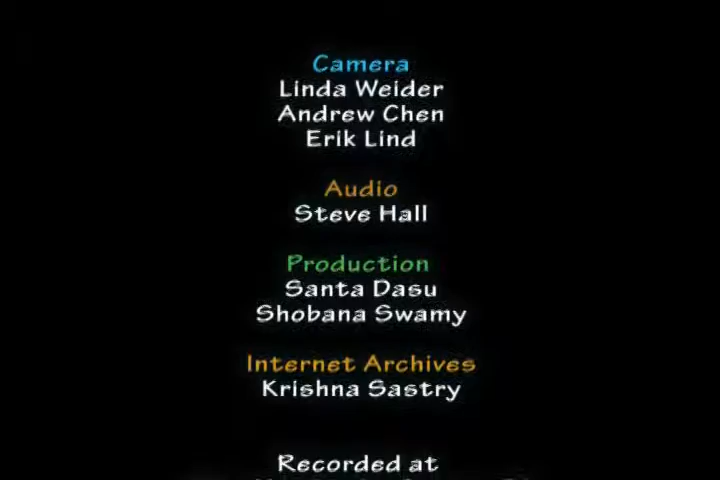 Camera
Linda Weider
Andrew Chen
Erik Lind
Audio
Steve Hall
Production
Santa Dasu
Shobana Swamy
Internet Archives
Krishna Sastry
Recorded at